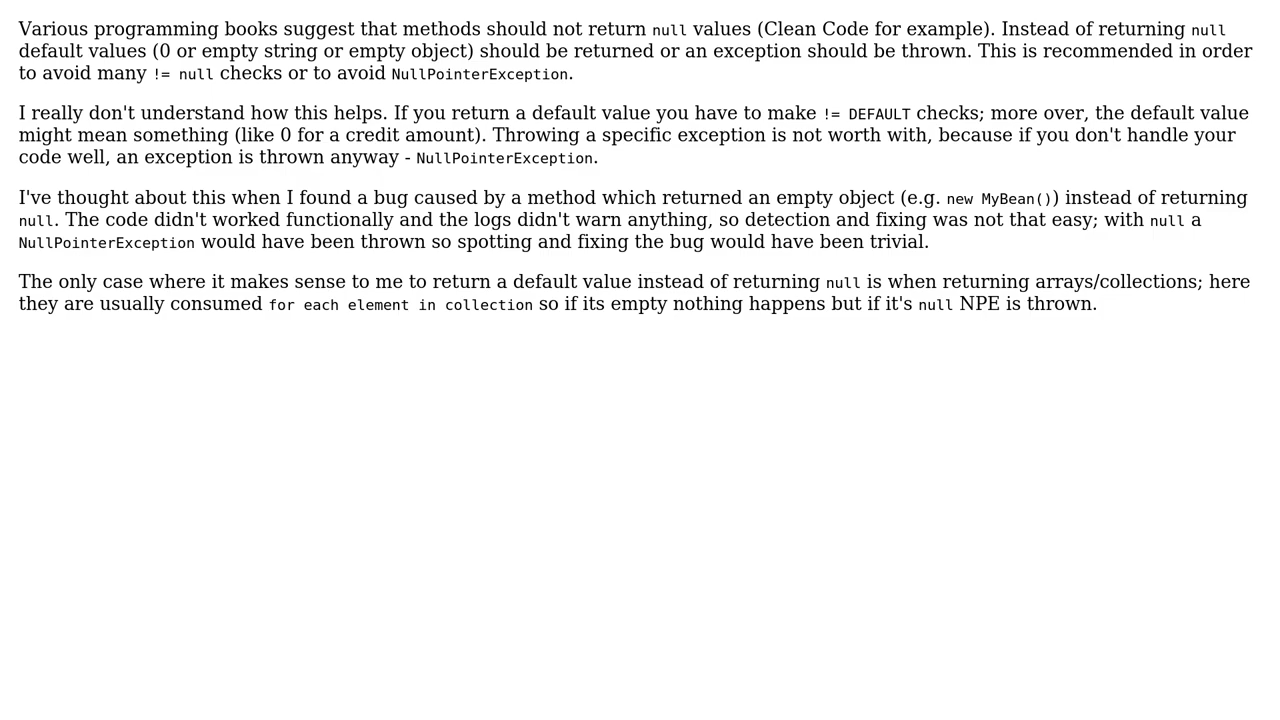 Various programming books suggest that methods should not return null values (Clean Code for example). Instead of returning null
default values (0 or empty string or empty object) should be returned or an exception should be thrown. This is recommended in order
to avoid many != null checks or to avoid NullPointerException.
I really don't understand how this helps. If you return a default value you have to make != DEFAULT checks; more over, the default value
might mean something (like 0 for a credit amount). Throwing a specific exception is not worth with, because if you don't handle your
code well, an exception is thrown anyway - NullPointerException.
I've thought about this when I found a bug caused by a method which returned an empty object (e.g. new MyBean()) instead of returning
null. The code didn't worked functionally and the logs didn't warn anything, so detection and fixing was not that easy; with null a
NullPointerException would have been thrown so spotting and fixing the bug would have been trivial.
The only case where it makes sense to me to return a default value instead of returning null is when returning arrays/collections; here
they are usually consumed for each element in collection so if its empty nothing happens but if it's null NPE is thrown.